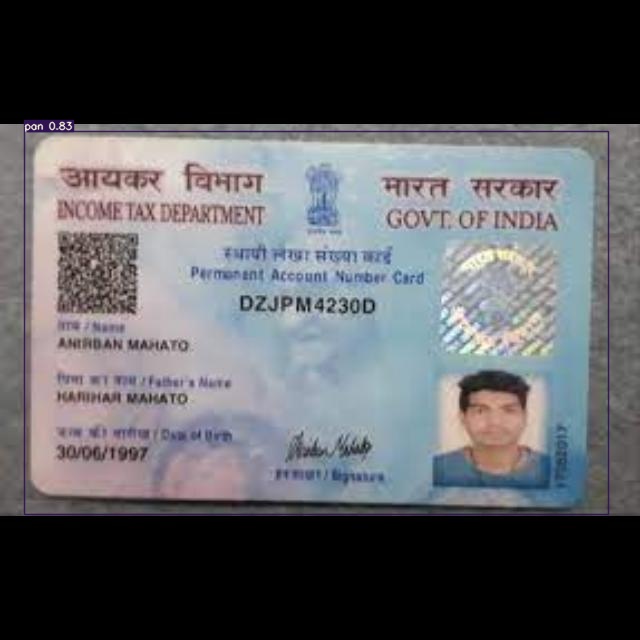 pan 0.83
आयकर विभाग
INCOME TAX DEPARTMENT
भारत सरकार
GOVT. OF INDIA
स्थायी लेखा संख्या कार्ड
Permanent Account Number Card
DZJPM4230D
नाम / Name
ANIRBAN MAHATO
पिता का नाम / Father's Name
HARIHAR MAHATO
जन्म की तारीख / Date of Birth
30/06/1997
हस्ताक्षर / Signature